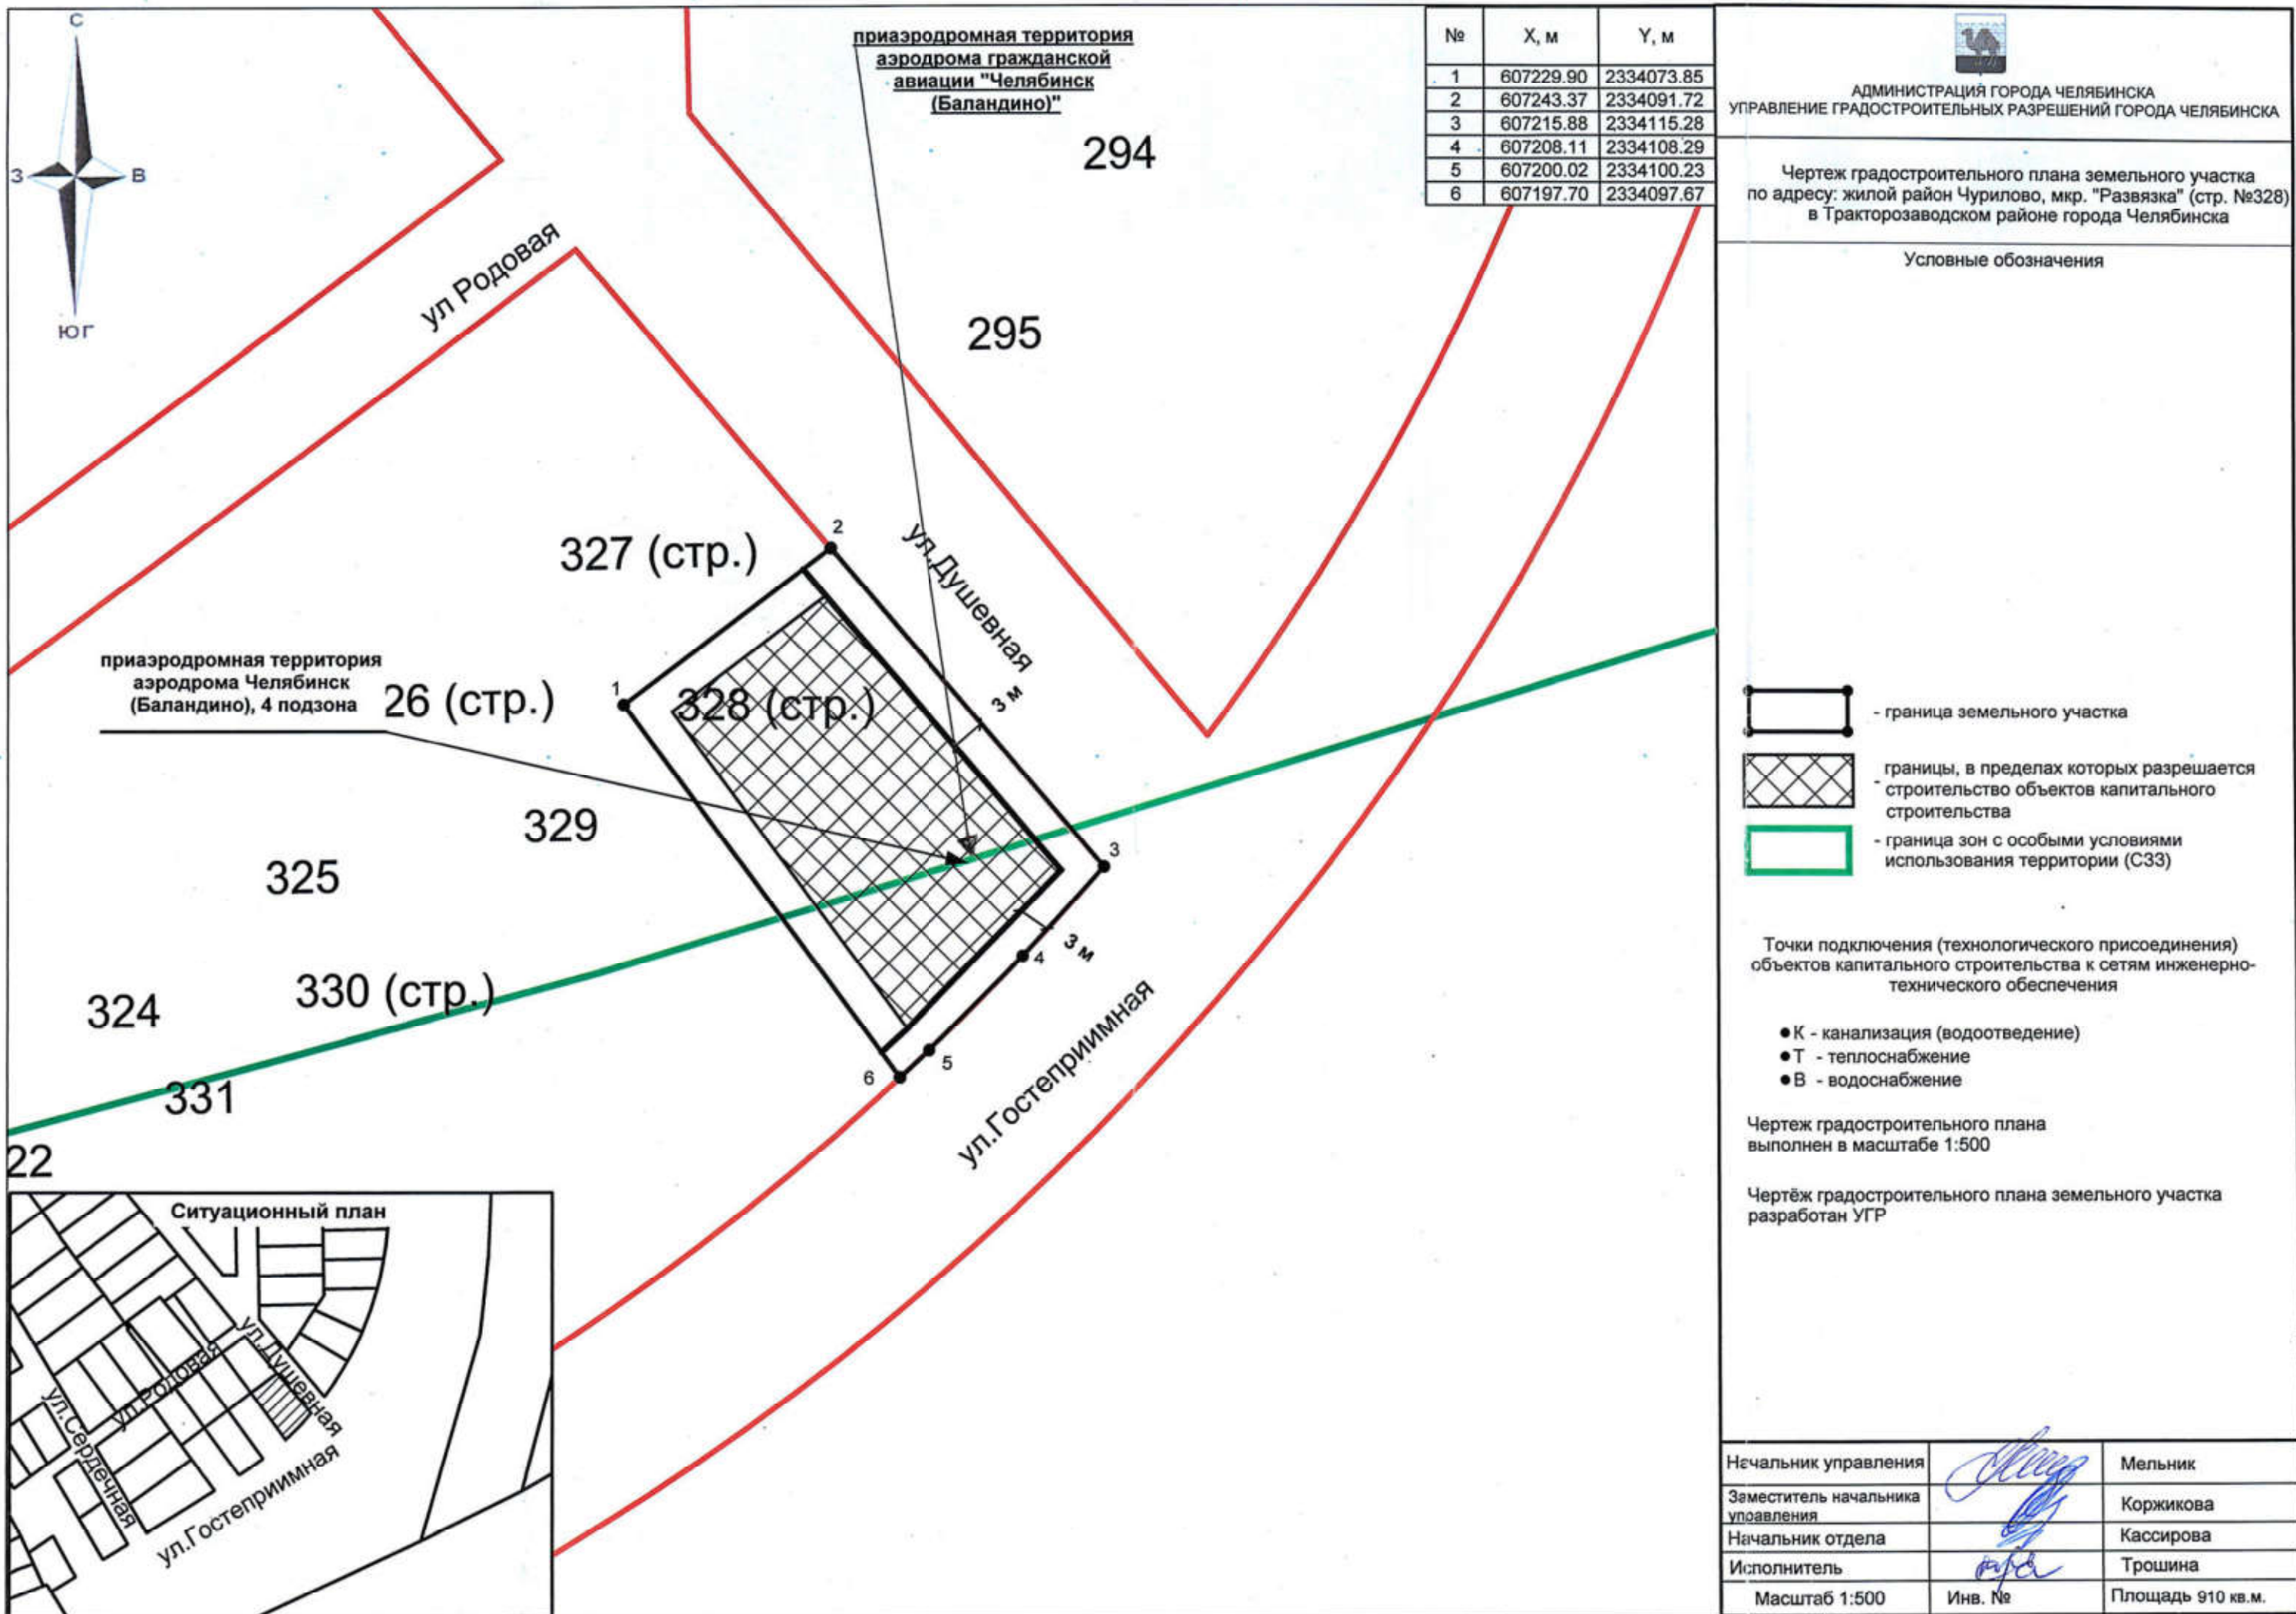 С
З
В
ЮГ
приаэродромная территория
аэродрома гражданской
авиации "Челябинск
(Баландино)"
294
295
ул Родовая
327 (стр.)
2
ул.Душевная
приаэродромная территория
аэродрома Челябинск
(Баландино), 4 подзона
26 (стр.)
1
328 (стр.)
3 м
329
325
3
3 м
4
324
330 (стр.)
5
6
ул.Гостеприимная
331
22
Ситуационный план
ул.Душевная
ул.Родовая
ул.Сердечная
ул.Гостеприимная
№ X, м Y, м
1 607229.90 2334073.85
2 607243.37 2334091.72
3 607215.88 2334115.28
4 607208.11 2334108.29
5 607200.02 2334100.23
6 607197.70 2334097.67
АДМИНИСТРАЦИЯ ГОРОДА ЧЕЛЯБИНСКА
УПРАВЛЕНИЕ ГРАДОСТРОИТЕЛЬНЫХ РАЗРЕШЕНИЙ ГОРОДА ЧЕЛЯБИНСКА
Чертеж градостроительного плана земельного участка
по адресу: жилой район Чурилово, мкр. "Развязка" (стр. №328)
в Тракторозаводском районе города Челябинска
Условные обозначения
- граница земельного участка
границы, в пределах которых разрешается
- строительство объектов капитального
строительства
- граница зон с особыми условиями
использования территории (СЗЗ)
Точки подключения (технологического присоединения)
объектов капитального строительства к сетям инженерно-
технического обеспечения
● К - канализация (водоотведение)
● Т - теплоснабжение
● В - водоснабжение
Чертеж градостроительного плана
выполнен в масштабе 1:500
Чертёж градостроительного плана земельного участка
разработан УГР
Начальник управления Мельник
Заместитель начальника
управления Коржикова
Начальник отдела Кассирова
Исполнитель Трошина
Масштаб 1:500 Инв. № Площадь 910 кв.м.